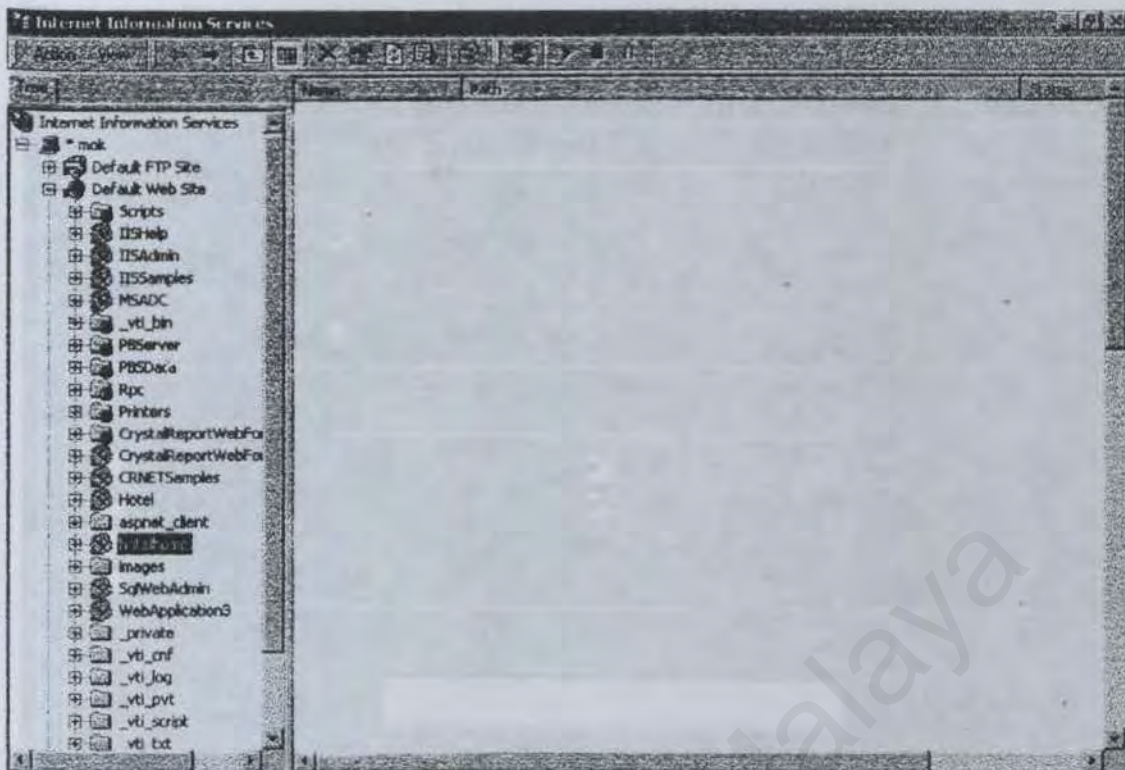 Internet Information Services
Action View
Tree
Name Path Status
Internet Information Services
* mok
Default FTP Site
Default Web Site
Scripts
IISHelp
IISAdmin
IISSamples
MSADC
_vti_bin
PBServer
PBSData
Rpc
Printers
CrystalReportWebFor
CrystalReportWebFor
CRNETSamples
Hotel
aspnet_client
images
SqlWebAdmin
WebApplication3
_private
_vti_cnf
_vti_log
_vti_pvt
_vti_script
_vti_txt
Malaya